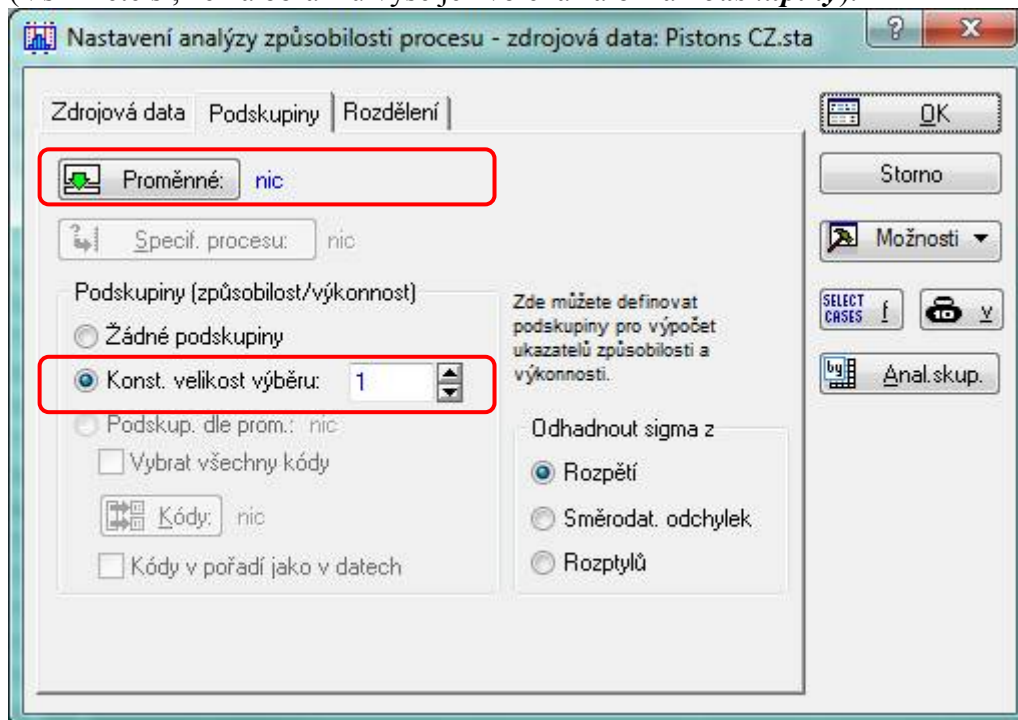 Nastavení analýzy způsobilosti procesu - zdrojová data: Pistons CZ.sta
Zdrojová data Podskupiny Rozdělení
Proměnné: nic
Specif. procesu: nic
Podskupiny (způsobilost/výkonnost)
Žádné podskupiny
Konst. velikost výběru: 1
Podskup. dle prom.: nic
Vybrat všechny kódy
Kódy: nic
Kódy v pořadí jako v datech
Zde můžete definovat
podskupiny pro výpočet
ukazatelů způsobilosti a
výkonnosti.
Odhadnout sigma z
Rozpětí
Směrodat. odchylek
Rozptylů
OK
Storno
Možnosti
SELECT
CASES f v
by Anal.skup.